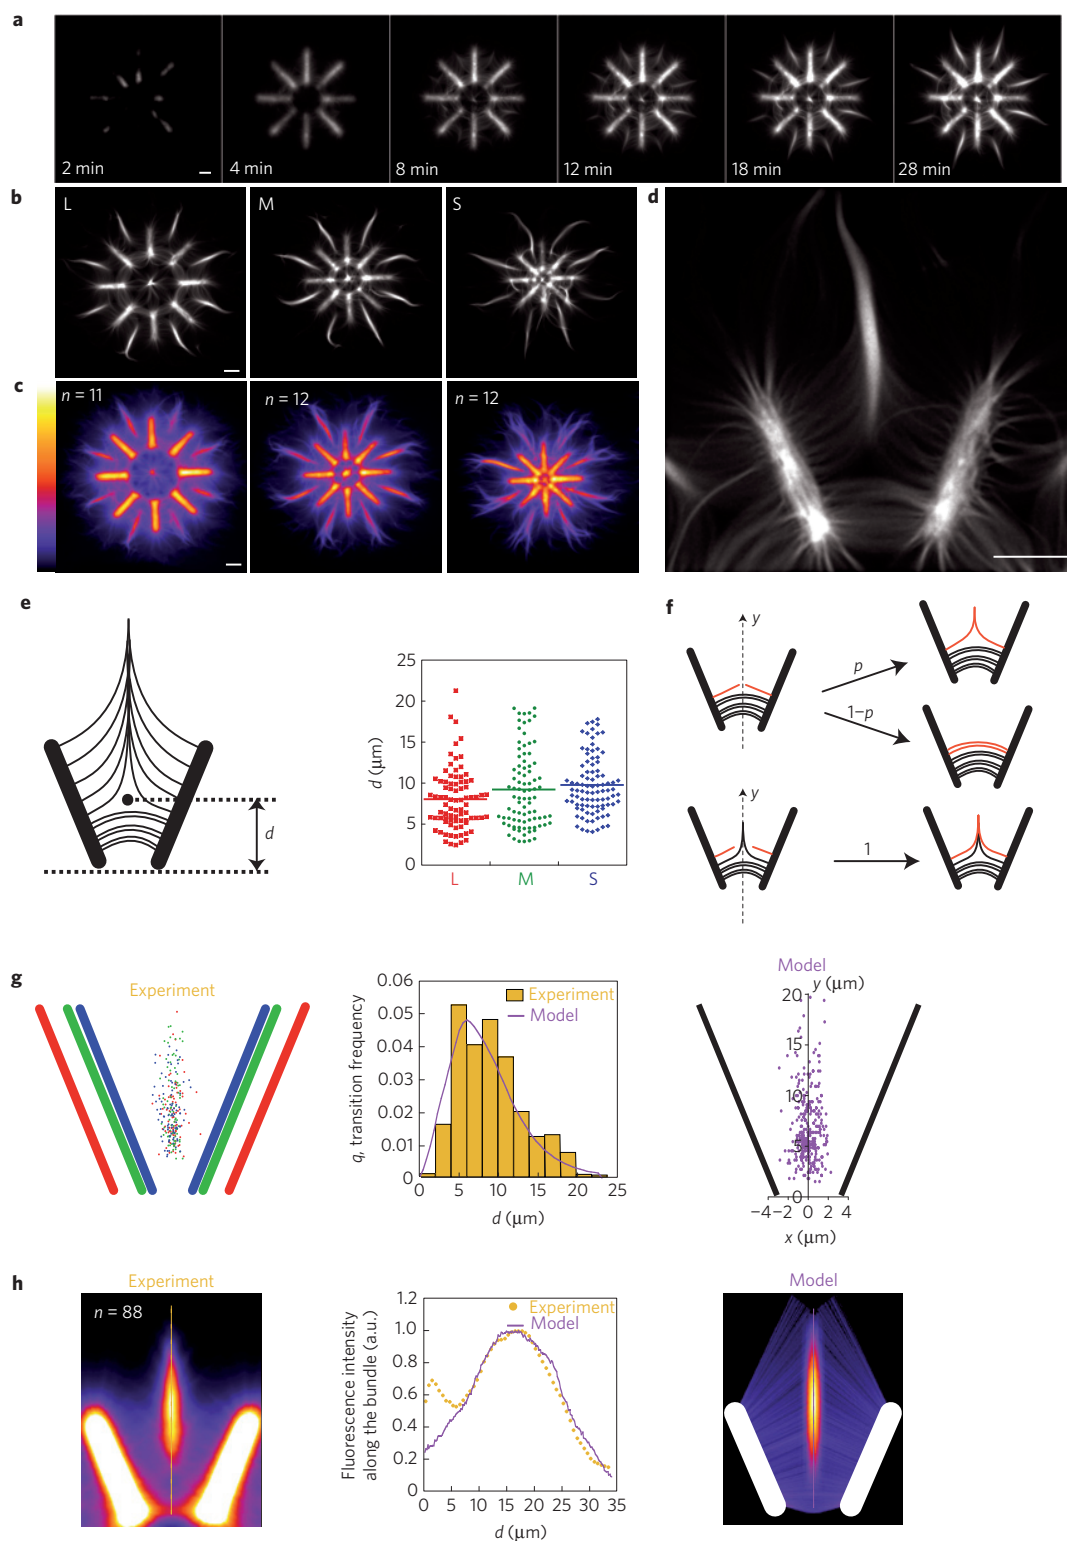 a
2 min
4 min
8 min
12 min
18 min
28 min
b
L
M
S
d
c
n = 11
n = 12
n = 12
e
d
25
20
15
10
5
0
d (μm)
L
M
S
f
y
p
1−p
y
1
g
Experiment
0.06
0.05
0.04
0.03
0.02
0.01
0
q, transition frequency
Experiment
Model
0 5 10 15 20 25
d (μm)
Model
y (μm)
20
15
10
5
0
−4 −2 0 2 4
x (μm)
h
Experiment
n = 88
1.2
1.0
0.8
0.6
0.4
0.2
0
Fluorescence intensity
along the bundle (a.u.)
Experiment
Model
0 5 10 15 20 25 30 35
d (μm)
Model